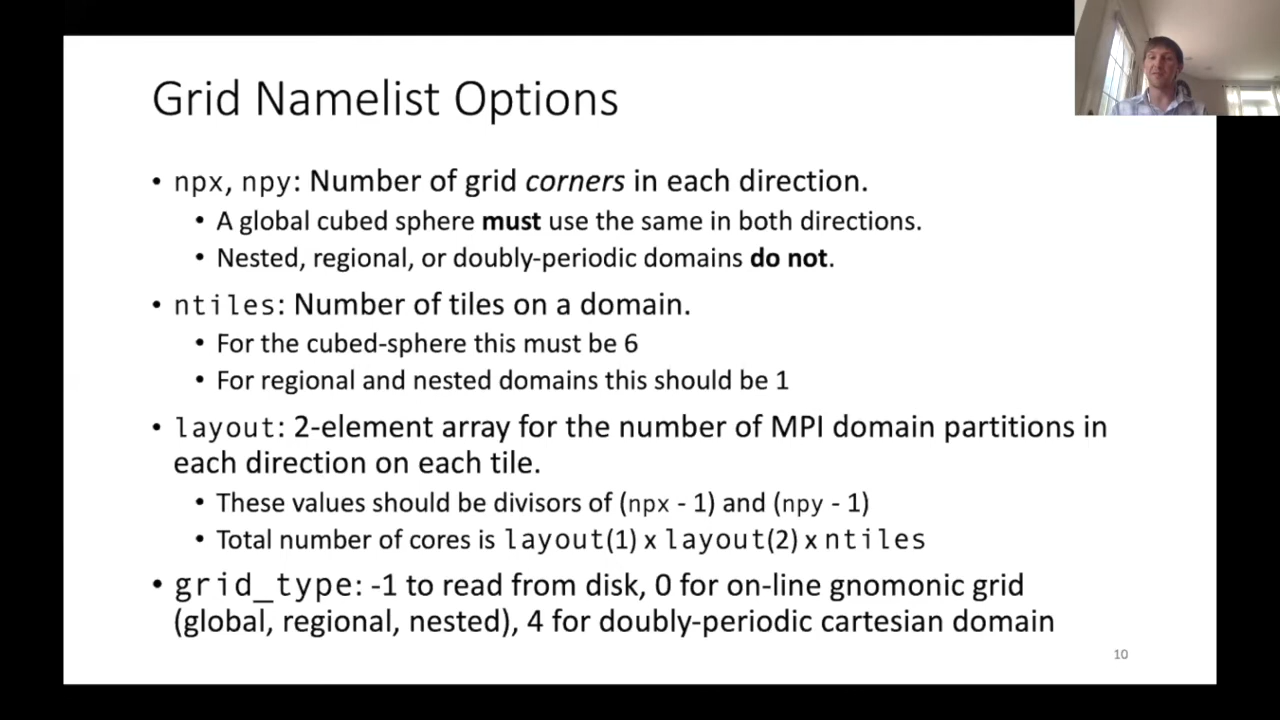 Grid Namelist Options
• npx, npy: Number of grid corners in each direction.
• A global cubed sphere must use the same in both directions.
• Nested, regional, or doubly-periodic domains do not.
• ntiles: Number of tiles on a domain.
• For the cubed-sphere this must be 6
• For regional and nested domains this should be 1
• layout: 2-element array for the number of MPI domain partitions in
each direction on each tile.
• These values should be divisors of (npx - 1) and (npy - 1)
• Total number of cores is layout(1) x layout(2) x ntiles
• grid_type: -1 to read from disk, 0 for on-line gnomonic grid
(global, regional, nested), 4 for doubly-periodic cartesian domain
10